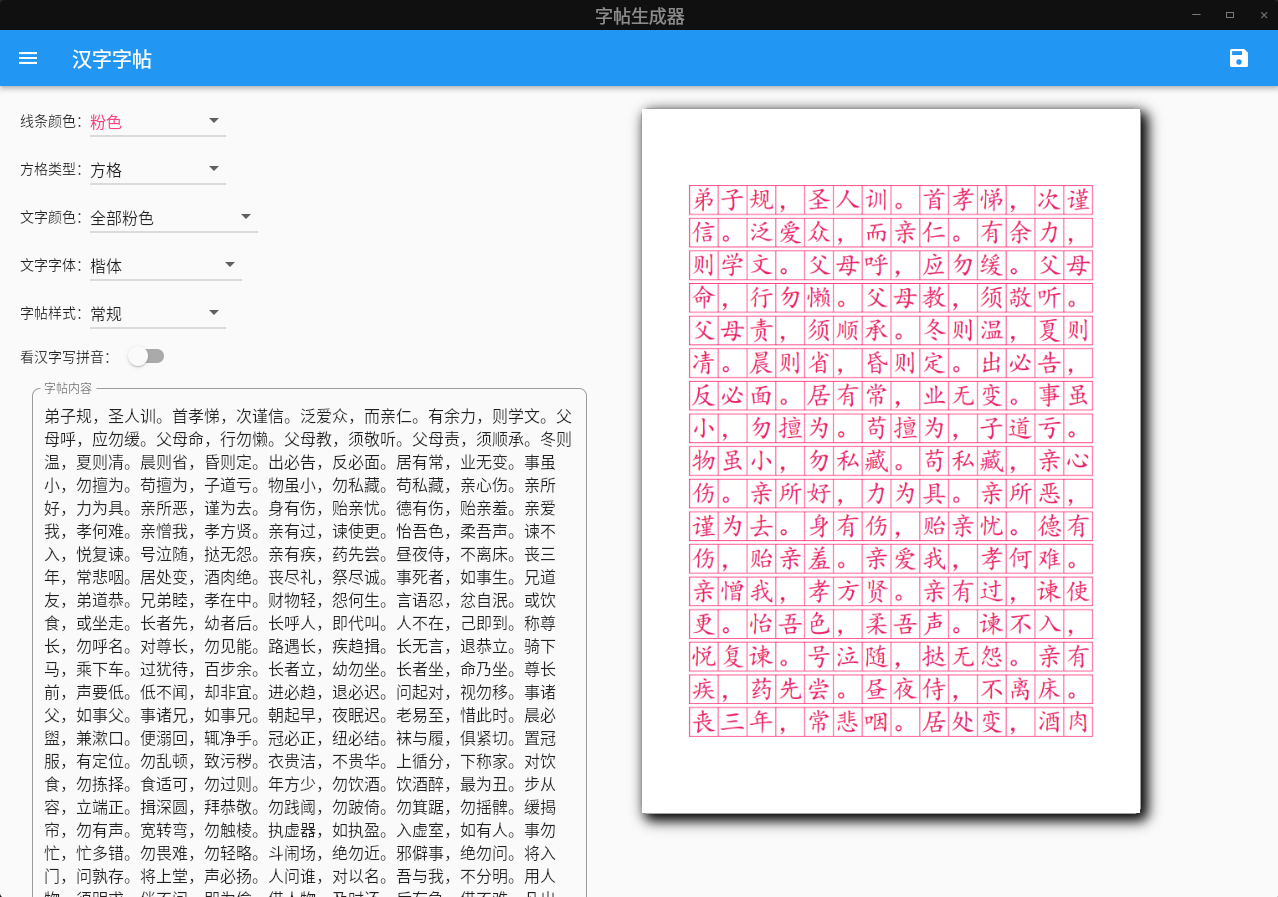 字帖生成器
汉字字帖
线条颜色：粉色
方格类型：方格
文字颜色：全部粉色
文字字体：楷体
字帖样式：常规
看汉字写拼音：
字帖内容
弟子规，圣人训。首孝悌，次谨信。泛爱众，而亲仁。有余力，则学文。父
母呼，应勿缓。父母命，行勿懒。父母教，须敬听。父母责，须顺承。冬则
温，夏则凊。晨则省，昏则定。出必告，反必面。居有常，业无变。事虽
小，勿擅为。苟擅为，子道亏。物虽小，勿私藏。苟私藏，亲心伤。亲所
好，力为具。亲所恶，谨为去。身有伤，贻亲忧。德有伤，贻亲羞。亲爱
我，孝何难。亲憎我，孝方贤。亲有过，谏使更。怡吾色，柔吾声。谏不
入，悦复谏。号泣随，挞无怨。亲有疾，药先尝。昼夜侍，不离床。丧三
年，常悲咽。居处变，酒肉绝。丧尽礼，祭尽诚。事死者，如事生。兄道
友，弟道恭。兄弟睦，孝在中。财物轻，怨何生。言语忍，忿自泯。或饮
食，或坐走。长者先，幼者后。长呼人，即代叫。人不在，己即到。称尊
长，勿呼名。对尊长，勿见能。路遇长，疾趋揖。长无言，退恭立。骑下
马，乘下车。过犹待，百步余。长者立，幼勿坐。长者坐，命乃坐。尊长
前，声要低。低不闻，却非宜。进必趋，退必迟。问起对，视勿移。事诸
父，如事父。事诸兄，如事兄。朝起早，夜眠迟。老易至，惜此时。晨必
盥，兼漱口。便溺回，辄净手。冠必正，纽必结。袜与履，俱紧切。置冠
服，有定位。勿乱顿，致污秽。衣贵洁，不贵华。上循分，下称家。对饮
食，勿拣择。食适可，勿过则。年方少，勿饮酒。饮酒醉，最为丑。步从
容，立端正。揖深圆，拜恭敬。勿践阈，勿跛倚。勿箕踞，勿摇髀。缓揭
帘，勿有声。宽转弯，勿触棱。执虚器，如执盈。入虚室，如有人。事勿
忙，忙多错。勿畏难，勿轻略。斗闹场，绝勿近。邪僻事，绝勿问。将入
门，问孰存。将上堂，声必扬。人问谁，对以名。吾与我，不分明。用人
弟子规，圣人训。首孝悌，次谨
信。泛爱众，而亲仁。有余力，
则学文。父母呼，应勿缓。父母
命，行勿懒。父母教，须敬听。
父母责，须顺承。冬则温，夏则
凊。晨则省，昏则定。出必告，
反必面。居有常，业无变。事虽
小，勿擅为。苟擅为，子道亏。
物虽小，勿私藏。苟私藏，亲心
伤。亲所好，力为具。亲所恶，
谨为去。身有伤，贻亲忧。德有
伤，贻亲羞。亲爱我，孝何难。
亲憎我，孝方贤。亲有过，谏使
更。怡吾色，柔吾声。谏不入，
悦复谏。号泣随，挞无怨。亲有
疾，药先尝。昼夜侍，不离床。
丧三年，常悲咽。居处变，酒肉